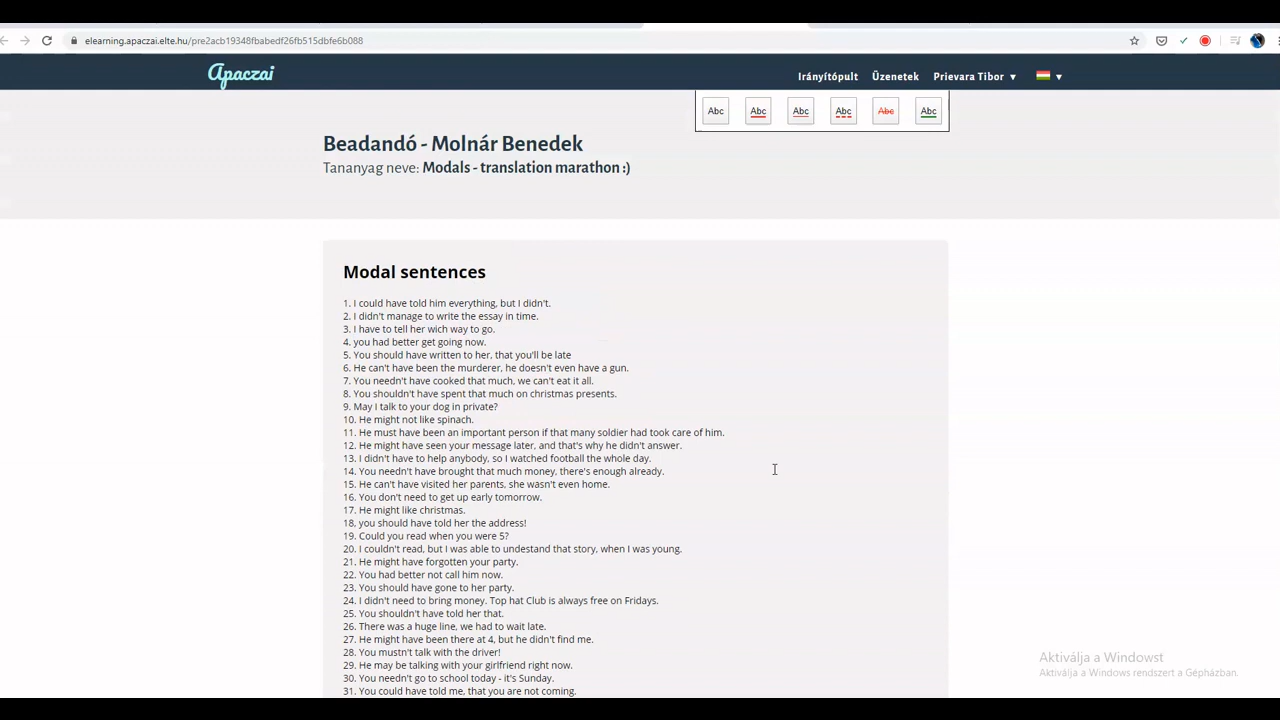 elearning.apaczai.elte.hu/pre2acb19348fbabedf26fb515dbfe6b088
Apaczai
Irányítópult Üzenetek Prievara Tibor
Abc Abc Abc Abc Abc Abc
Beadandó - Molnár Benedek
Tananyag neve: Modals - translation marathon :)
Modal sentences
1. I could have told him everything, but I didn't.
2. I didn't manage to write the essay in time.
3. I have to tell her wich way to go.
4. you had better get going now.
5. You should have written to her, that you'll be late
6. He can't have been the murderer, he doesn't even have a gun.
7. You needn't have cooked that much, we can't eat it all.
8. You shouldn't have spent that much on christmas presents.
9. May I talk to your dog in private?
10. He might not like spinach.
11. He must have been an important person if that many soldier had took care of him.
12. He might have seen your message later, and that's why he didn't answer.
13. I didn't have to help anybody, so I watched football the whole day.
14. You needn't have brought that much money, there's enough already.
15. He can't have visited her parents, she wasn't even home.
16. You don't need to get up early tomorrow.
17. He might like christmas.
18. you should have told her the address!
19. Could you read when you were 5?
20. I couldn't read, but I was able to undestand that story, when I was young.
21. He might have forgotten your party.
22. You had better not call him now.
23. You should have gone to her party.
24. I didn't need to bring money. Top hat Club is always free on Fridays.
25. You shouldn't have told her that.
26. There was a huge line, we had to wait late.
27. He might have been there at 4, but he didn't find me.
28. You mustn't talk with the driver!
29. He may be talking with your girlfriend right now.
30. You needn't go to school today - it's Sunday.
31. You could have told me, that you are not coming.
Aktiválja a Windowst
Aktiválja a Windows rendszert a Gépházban.